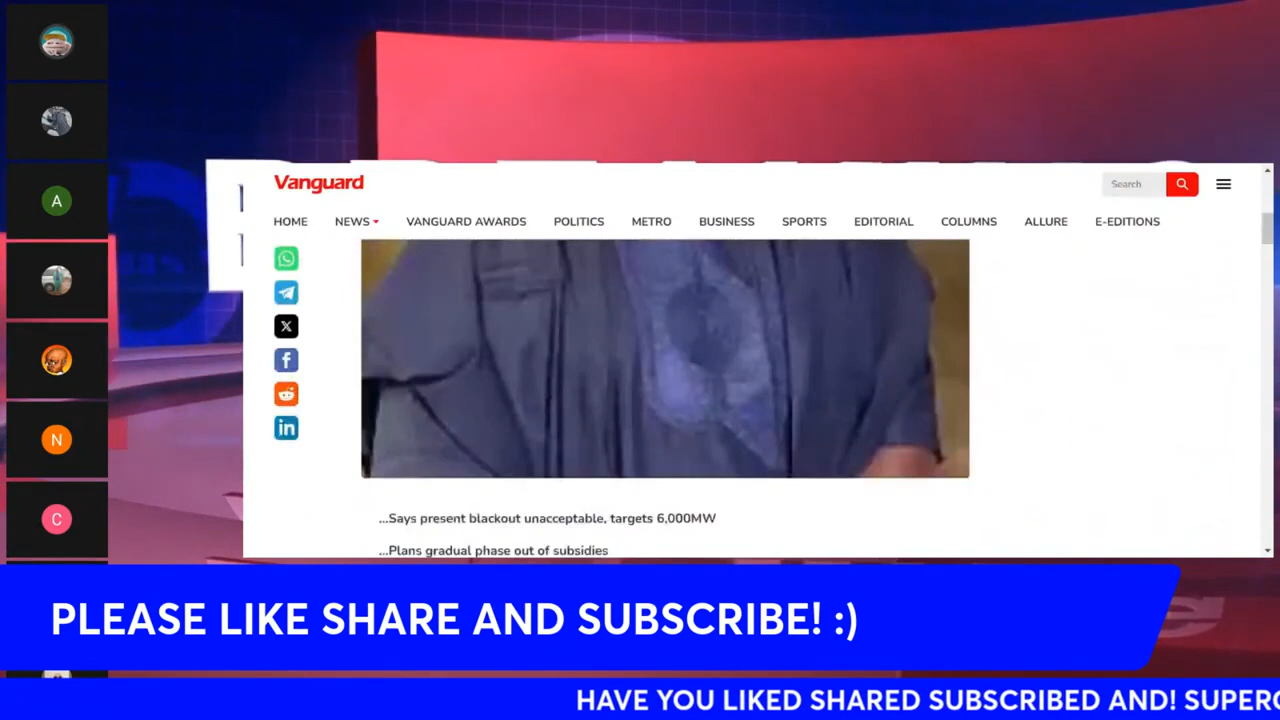 A
N
C
Vanguard
Search
HOME NEWS VANGUARD AWARDS POLITICS METRO BUSINESS SPORTS EDITORIAL COLUMNS ALLURE E-EDITIONS
...Says present blackout unacceptable, targets 6,000MW
...Plans gradual phase out of subsidies
PLEASE LIKE SHARE AND SUBSCRIBE! :)
HAVE YOU LIKED SHARED SUBSCRIBED AND!